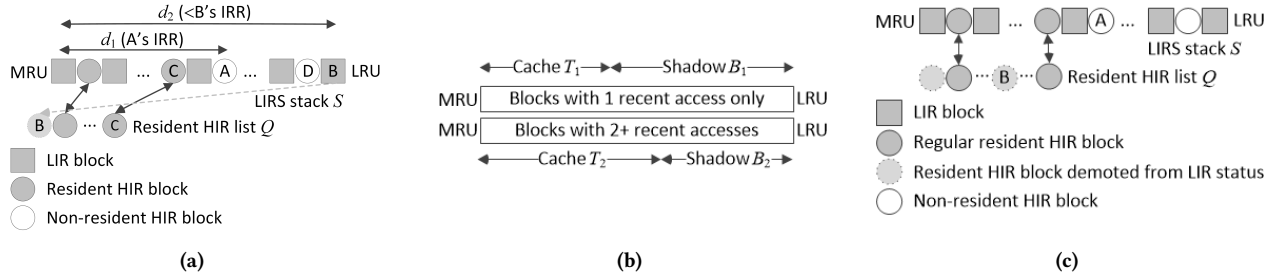 d₂ (<B's IRR)
d₁ (A's IRR)
MRU ... C A ... D B LRU
LIRS stack S
B ... C Resident HIR list Q
LIR block
Resident HIR block
Non-resident HIR block
(a)
Cache T₁ Shadow B₁
MRU Blocks with 1 recent access only LRU
MRU Blocks with 2+ recent accesses LRU
Cache T₂ Shadow B₂
(b)
MRU ... A ... LRU
LIRS stack S
... B ... Resident HIR list Q
LIR block
Regular resident HIR block
Resident HIR block demoted from LIR status
Non-resident HIR block
(c)